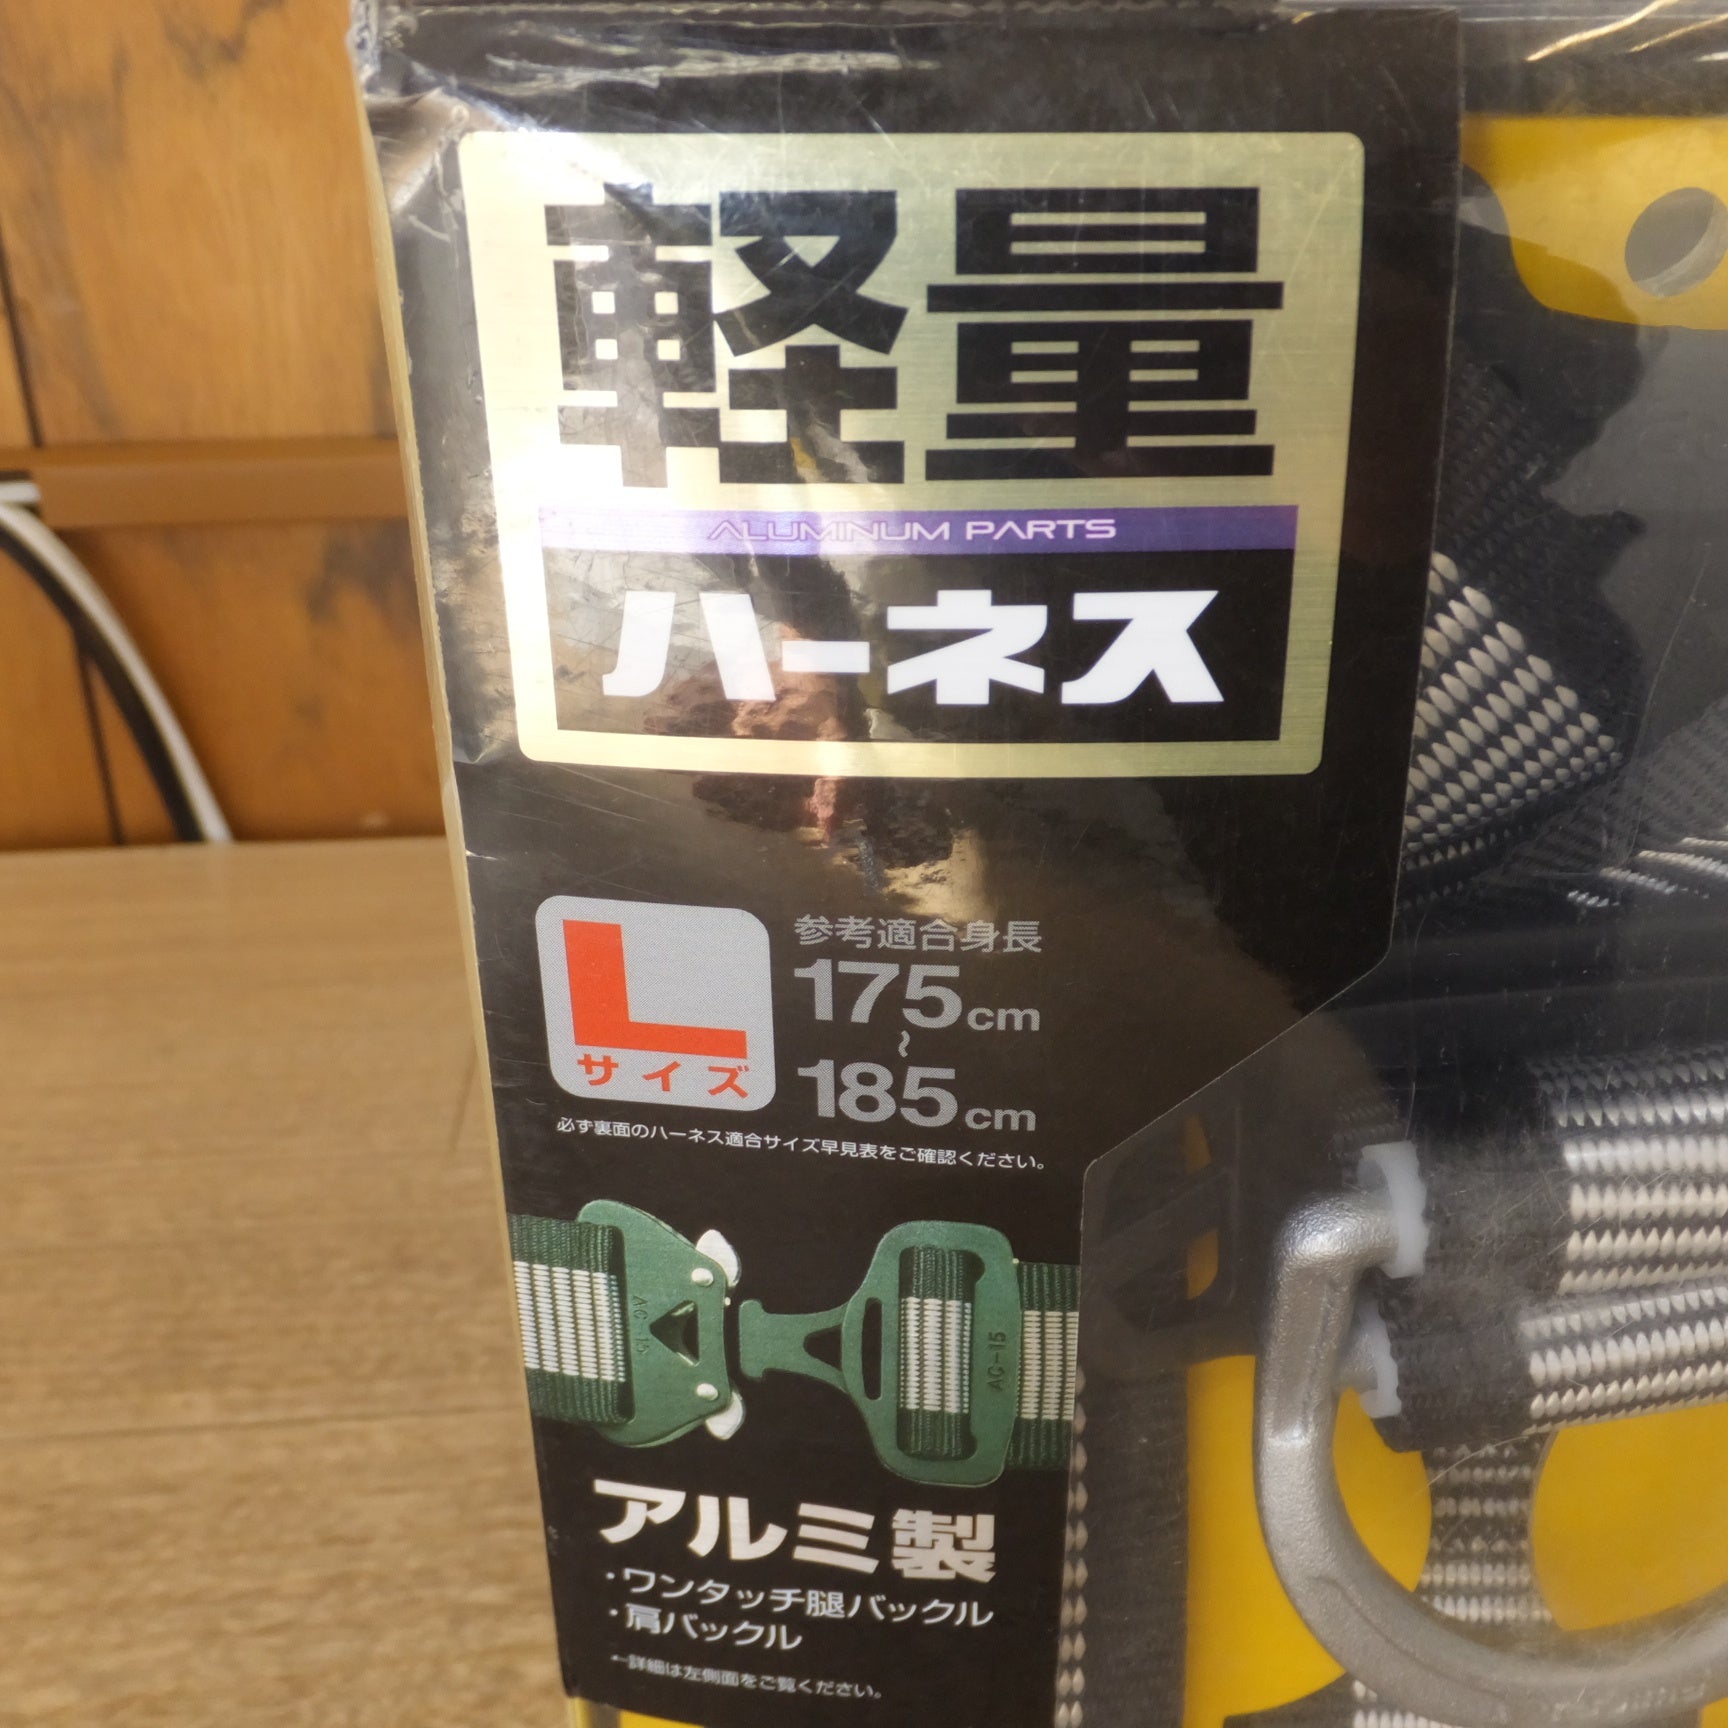 軽量
ALUMINUM PARTS
ハーネス
L
サイズ
参考適合身長
175cm
~
185cm
必ず裏面のハーネス適合サイズ早見表をご確認ください。
AC-15
AC-15
アルミ製
・ワンタッチ腿バックル
・肩バックル
←詳細は左側面をご覧ください。